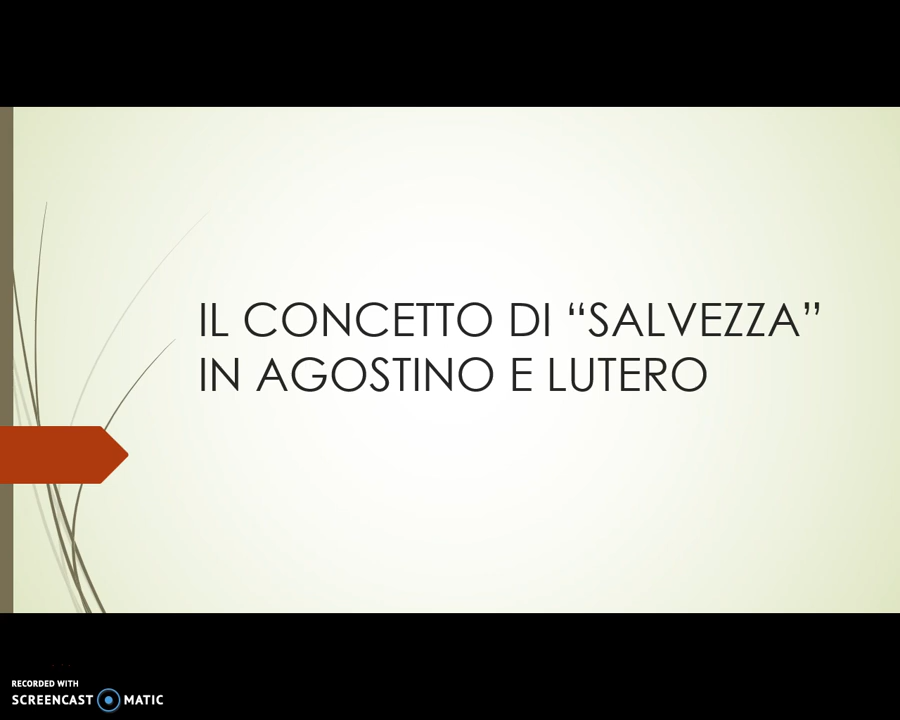 IL CONCETTO DI “SALVEZZA”
IN AGOSTINO E LUTERO
RECORDED WITH
SCREENCAST MATIC